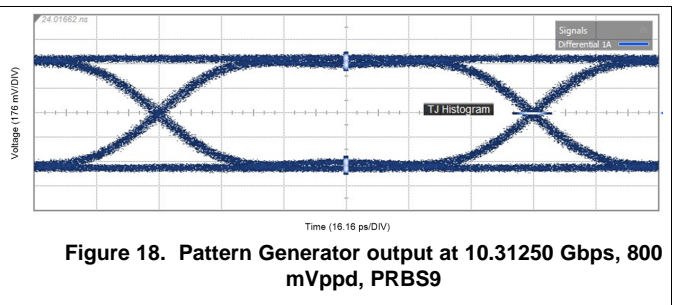 24.01662 ns
Signals
Differential 1A
TJ Histogram
Voltage (176 mV/DIV)
Time (16.16 ps/DIV)
Figure 18. Pattern Generator output at 10.31250 Gbps, 800
mVppd, PRBS9